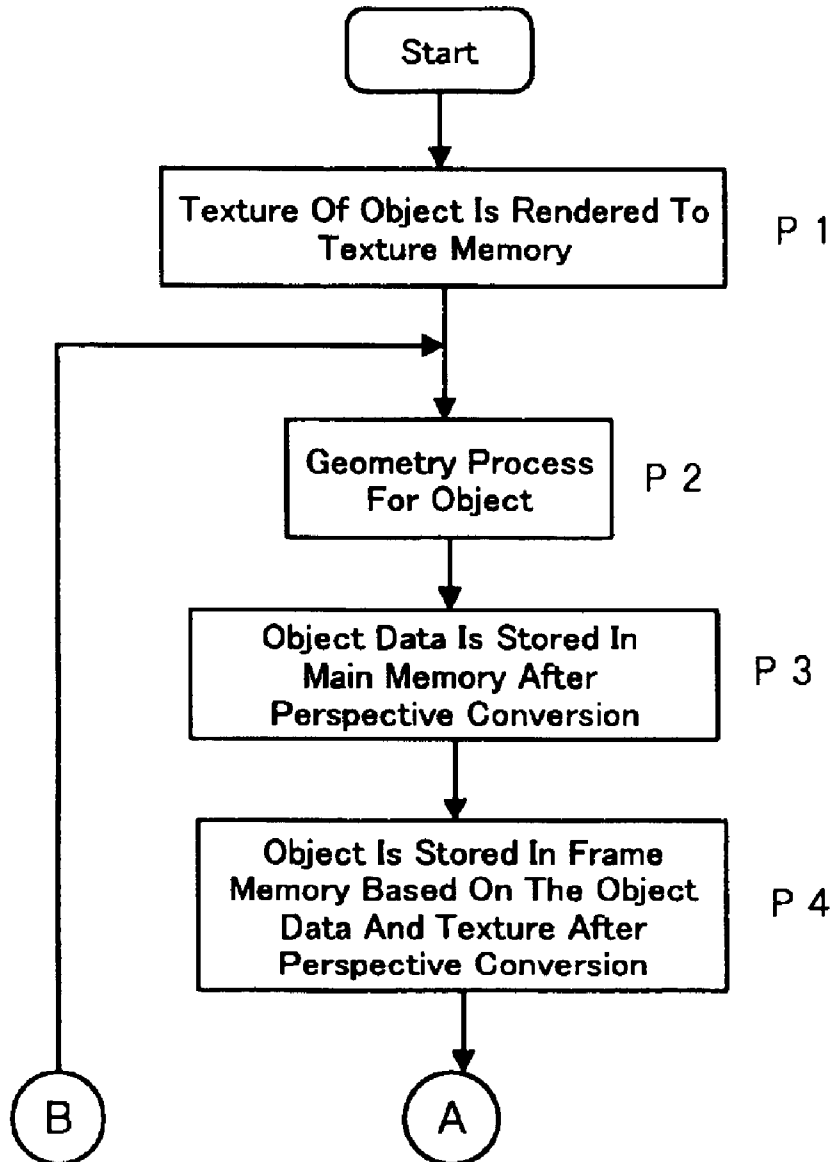 Start
Texture Of Object Is Rendered To
Texture Memory
P 1
Geometry Process
For Object
P 2
Object Data Is Stored In
Main Memory After
Perspective Conversion
P 3
Object Is Stored In Frame
Memory Based On The Object
Data And Texture After
Perspective Conversion
P 4
B
A